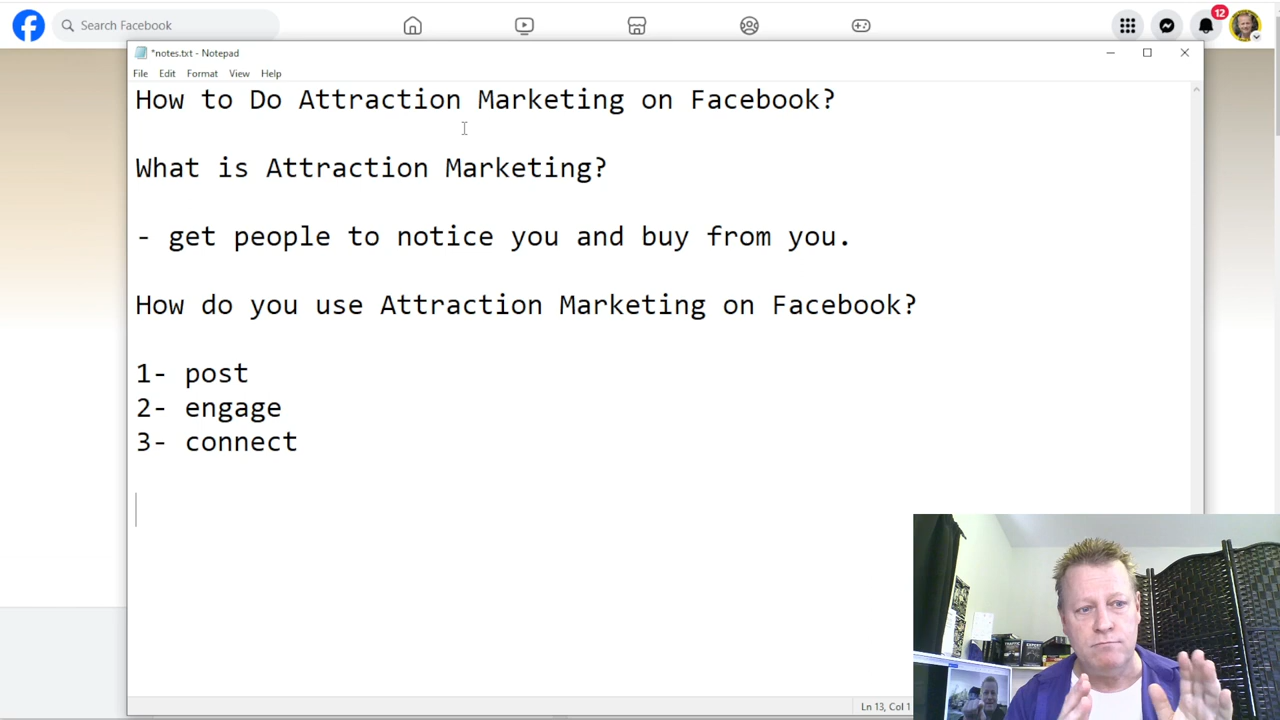 Search Facebook
12
*notes.txt - Notepad
File Edit Format View Help
How to Do Attraction Marketing on Facebook?
What is Attraction Marketing?
- get people to notice you and buy from you.
How do you use Attraction Marketing on Facebook?
1- post
2- engage
3- connect
Ln 13, Col 1
TRAFFIC
EXPERT